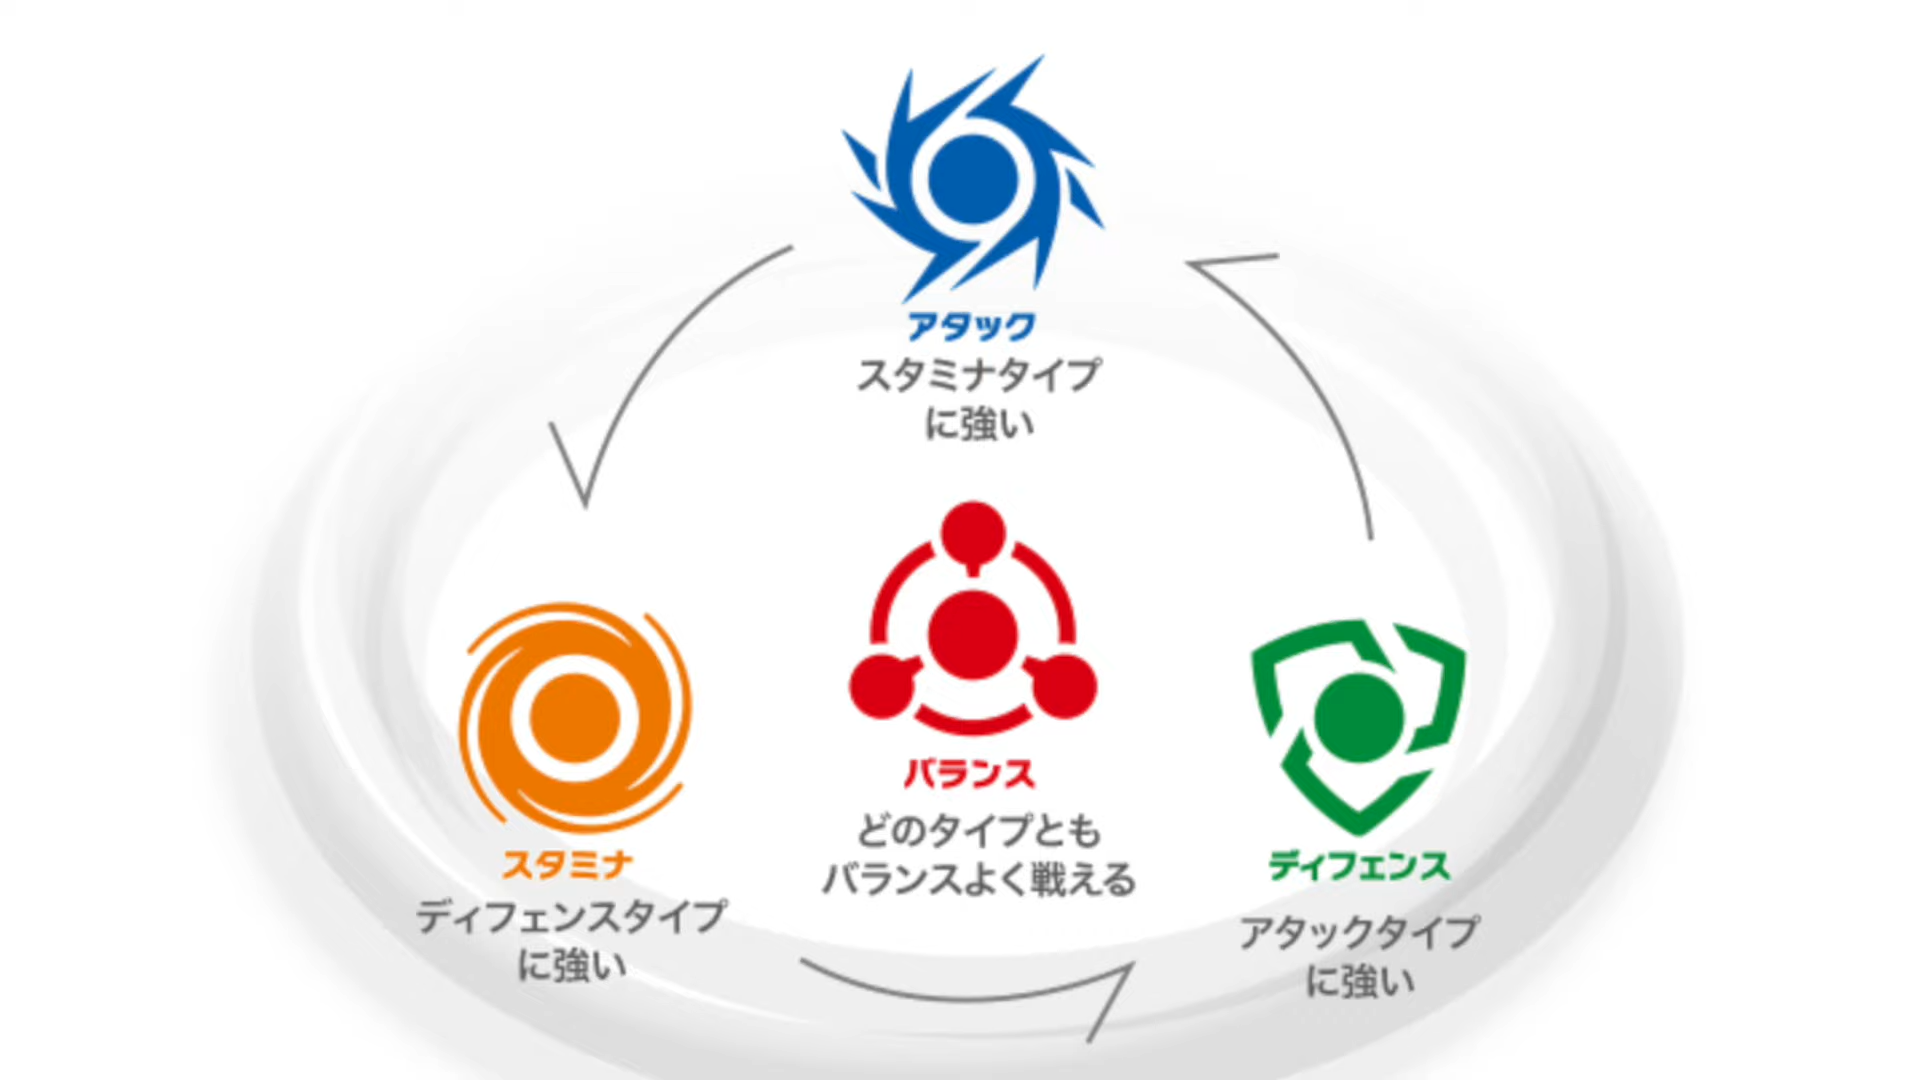 アタック
スタミナタイプ
に強い
バランス
どのタイプとも
バランスよく戦える
スタミナ
ディフェンスタイプ
に強い
ディフェンス
アタックタイプ
に強い